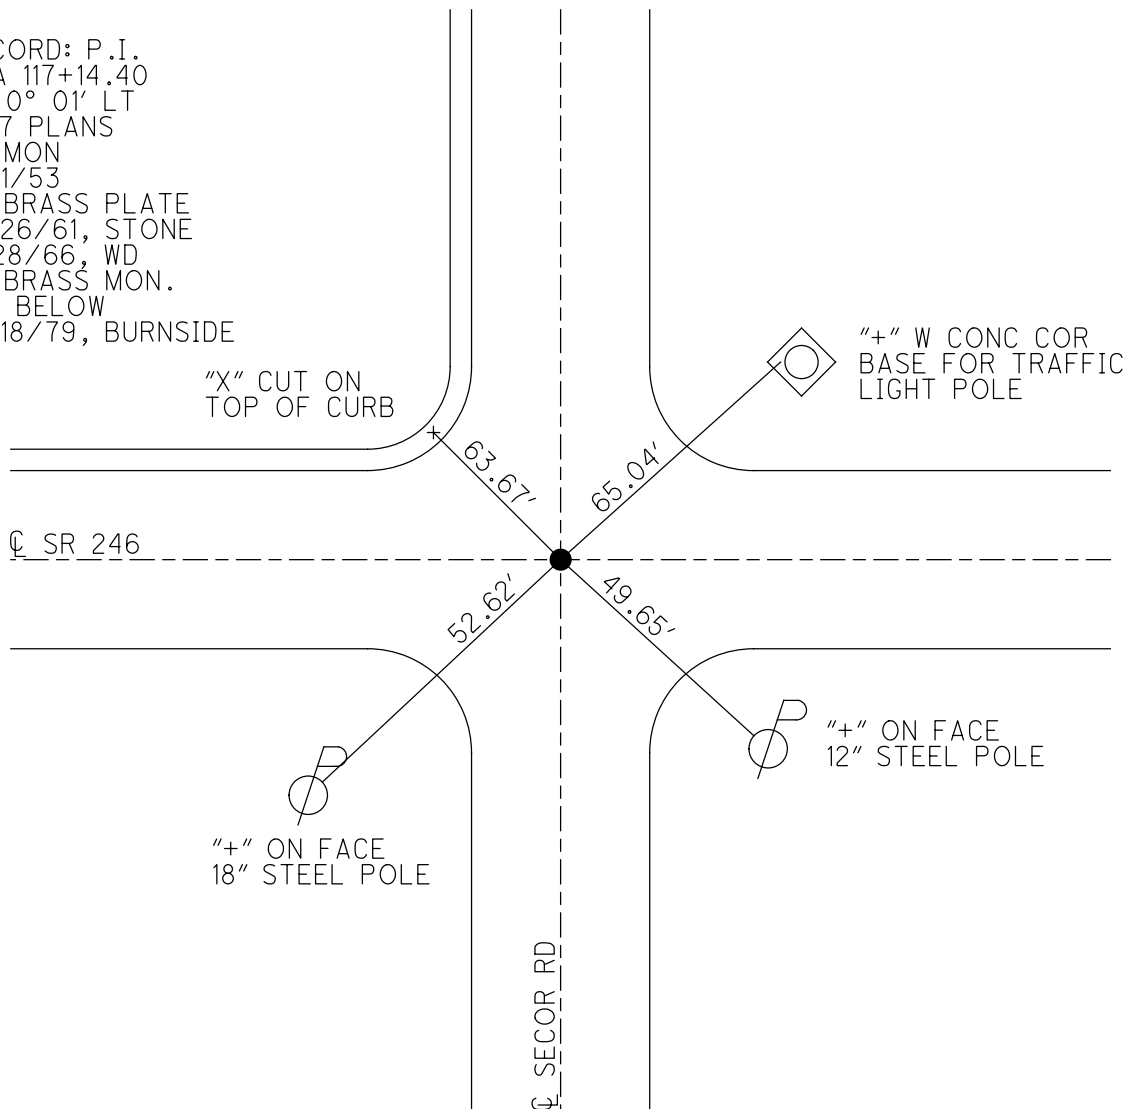 CORD: P.I.
A 117+14.40
0° 01' LT
7 PLANS
MON
1/53
BRASS PLATE
26/61, STONE
28/66, WD
BRASS MON.
BELOW
18/79, BURNSIDE
"X" CUT ON
TOP OF CURB
"+" W CONC COR
BASE FOR TRAFFIC
LIGHT POLE
63.67'
65.04'
℄ SR 246
52.62'
49.65'
"+" ON FACE
12" STEEL POLE
"+" ON FACE
18" STEEL POLE
℄ SECOR RD